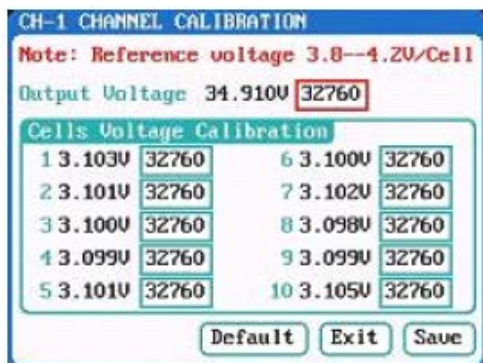 CH-1 CHANNEL CALIBRATION
Note: Reference voltage 3.8--4.2V/Cell
Output Voltage 34.910V 32760
Cells Voltage Calibration
1 3.103V 32760 6 3.100V 32760
2 3.101V 32760 7 3.102V 32760
3 3.100V 32760 8 3.098V 32760
4 3.099V 32760 9 3.099V 32760
5 3.101V 32760 10 3.105V 32760
Default Exit Save